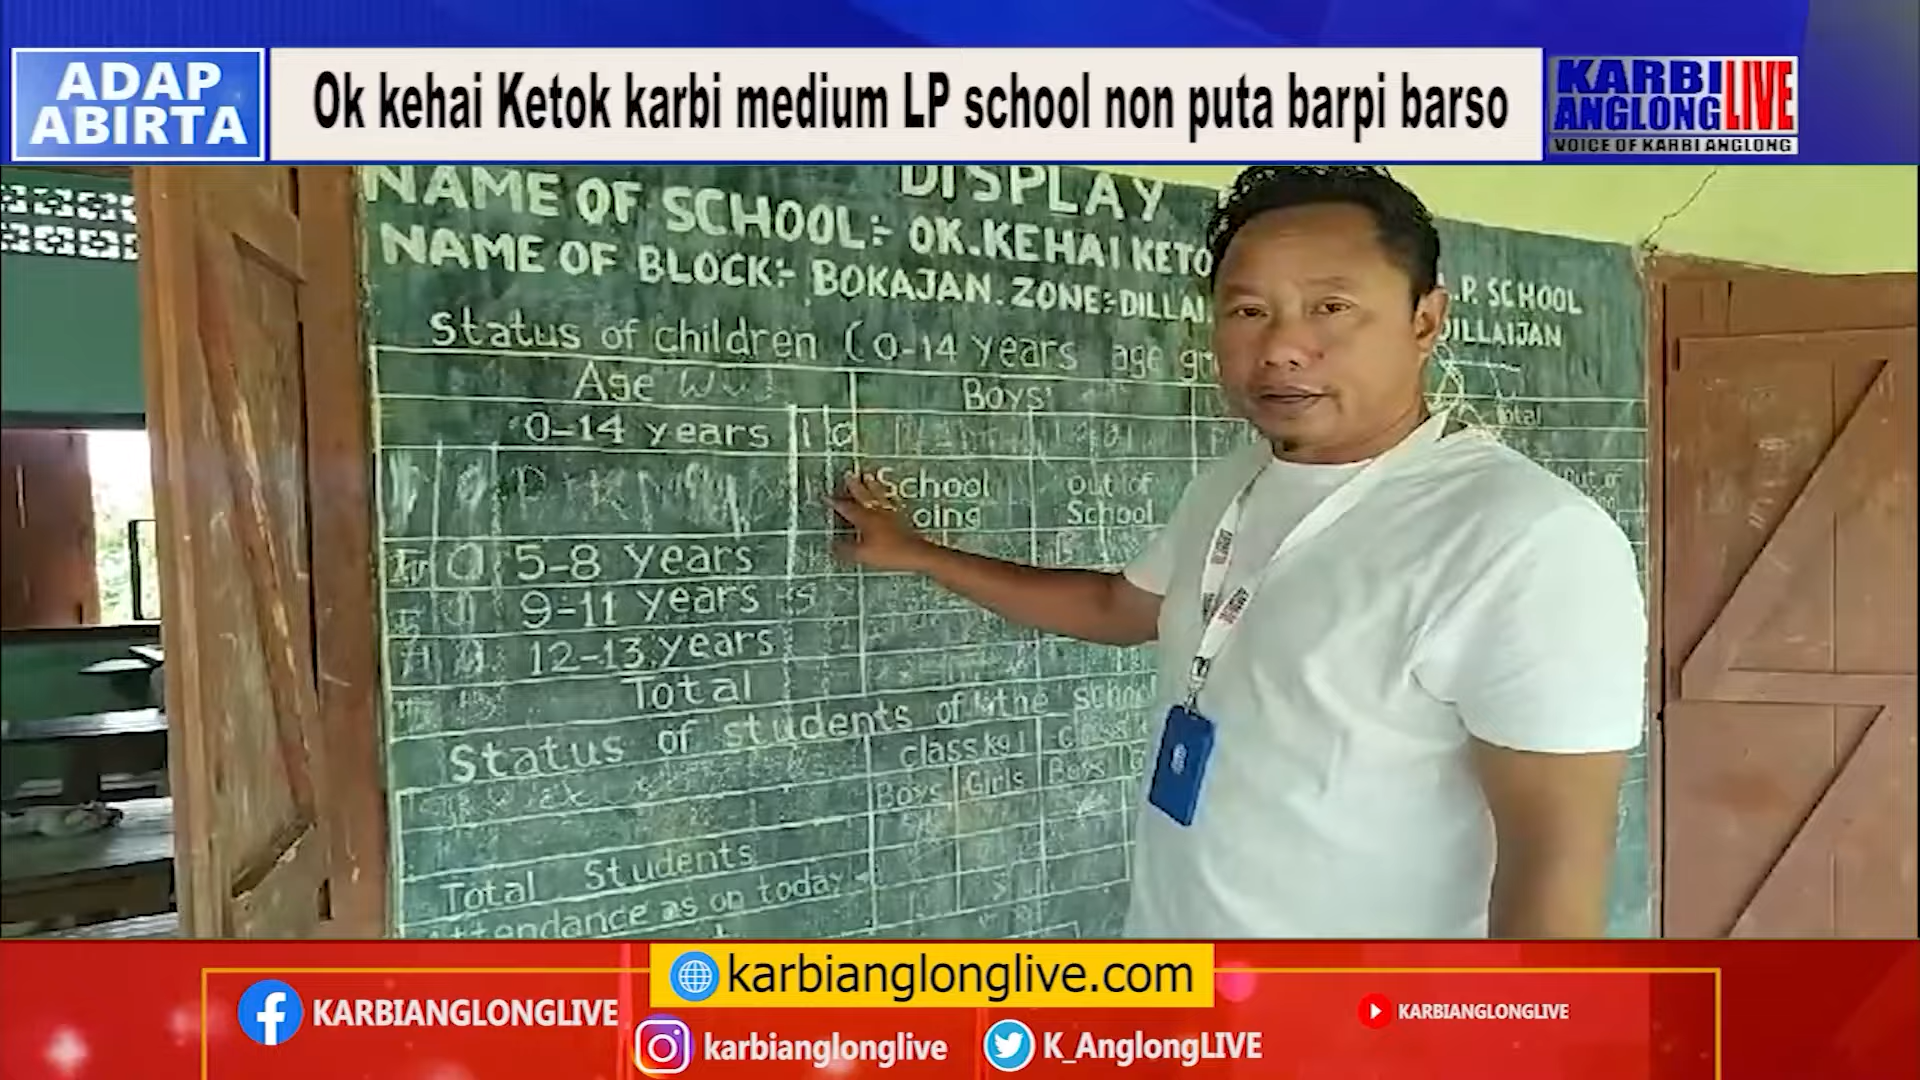 ADAP
ABIRTA
Ok kehai Ketok karbi medium LP school non puta barpi barso
KARBI
ANGLONG
LIVE
VOICE OF KARBI ANGLONG
DISPLAY
NAME OF SCHOOL:- OK.KEHAI KETO
.P. SCHOOL
NAME OF BLOCK:- BOKAJAN. ZONE:-DILLAI
DILLAIJAN
Status of children (0-14 years age
Age
Boys
0-14 years
School
oing
out of
School
5-8 years
9-11 years
12-13 years
Total
Status of students of the school
class
Boys Girls Boys
Total Students
ttendance as on today
karbianglonglive.com
KARBIANGLONGLIVE
karbianglonglive
K_AnglongLIVE
KARBIANGLONGLIVE